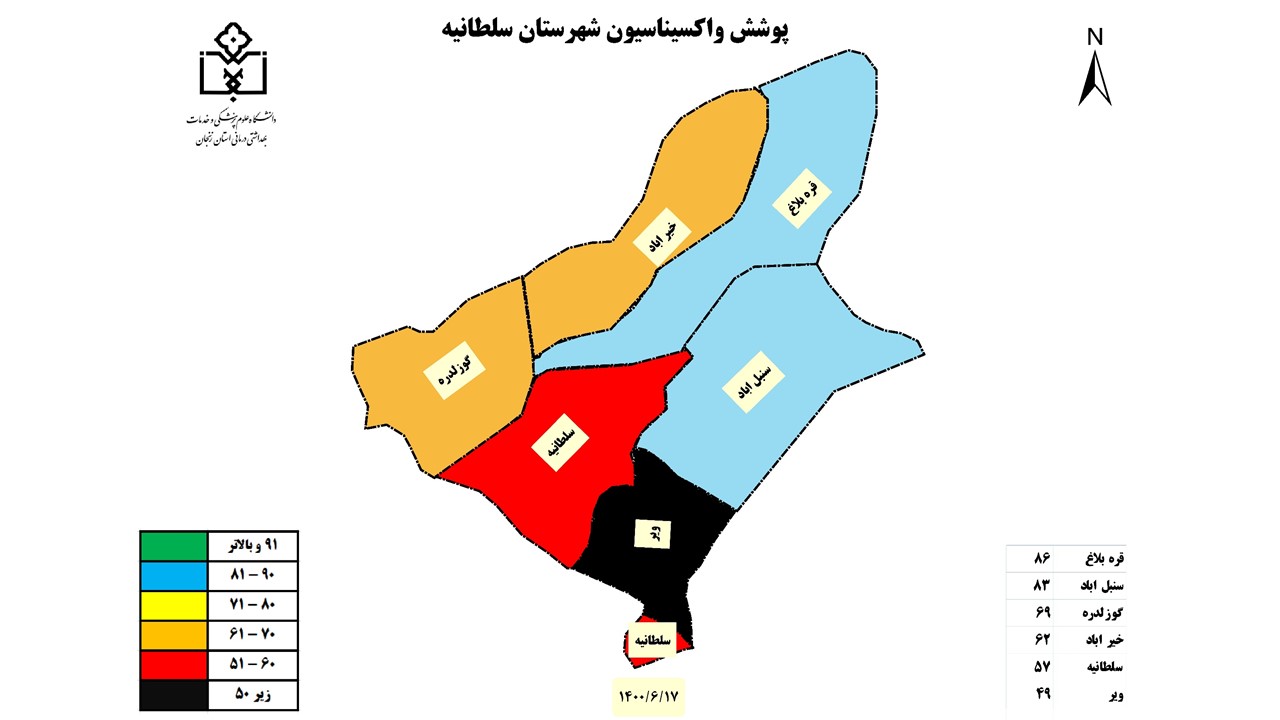 پوشش واکسیناسیون شهرستان سلطانیه
N
دانشگاه علوم پزشکی و خدمات
بهداشتی درمانی استان زنجان
قره بلاغ
خیر اباد
گوزلدره
سنبل اباد
سلطانیه
ویر
سلطانیه
۱۴۰۰/۶/۱۷
۹۱ و بالاتر
۸۱ – ۹۰
۷۱ – ۸۰
۶۱ – ۷۰
۵۱ – ۶۰
زیر ۵۰
قره بلاغ ۸۶
سنبل اباد ۸۳
گوزلدره ۶۹
خیر اباد ۶۲
سلطانیه ۵۷
ویر ۴۹